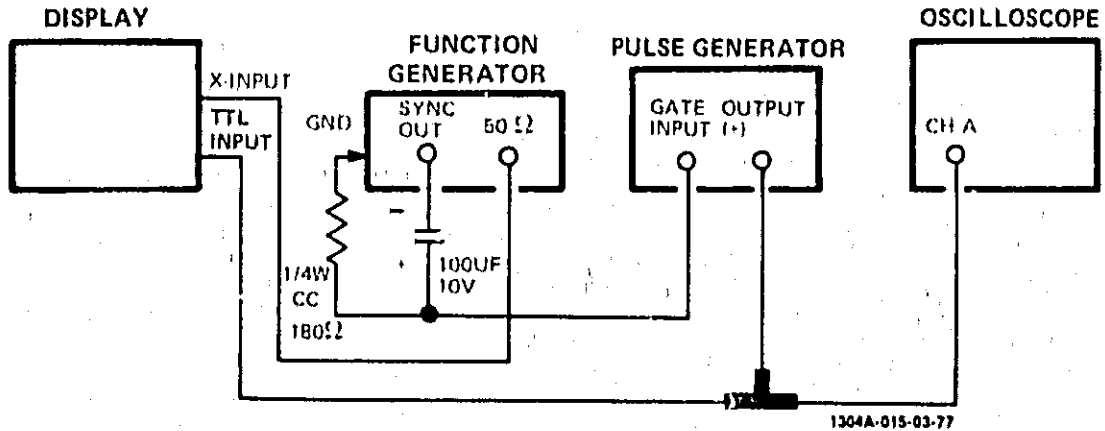 DISPLAY
X-INPUT
TTL
INPUT
FUNCTION
GENERATOR
SYNC
OUT
50 Ω
GND
−
+
100UF
10V
1/4W
CC
180Ω
PULSE GENERATOR
GATE OUTPUT
INPUT (+)
OSCILLOSCOPE
CH A
1304A-015-03-77